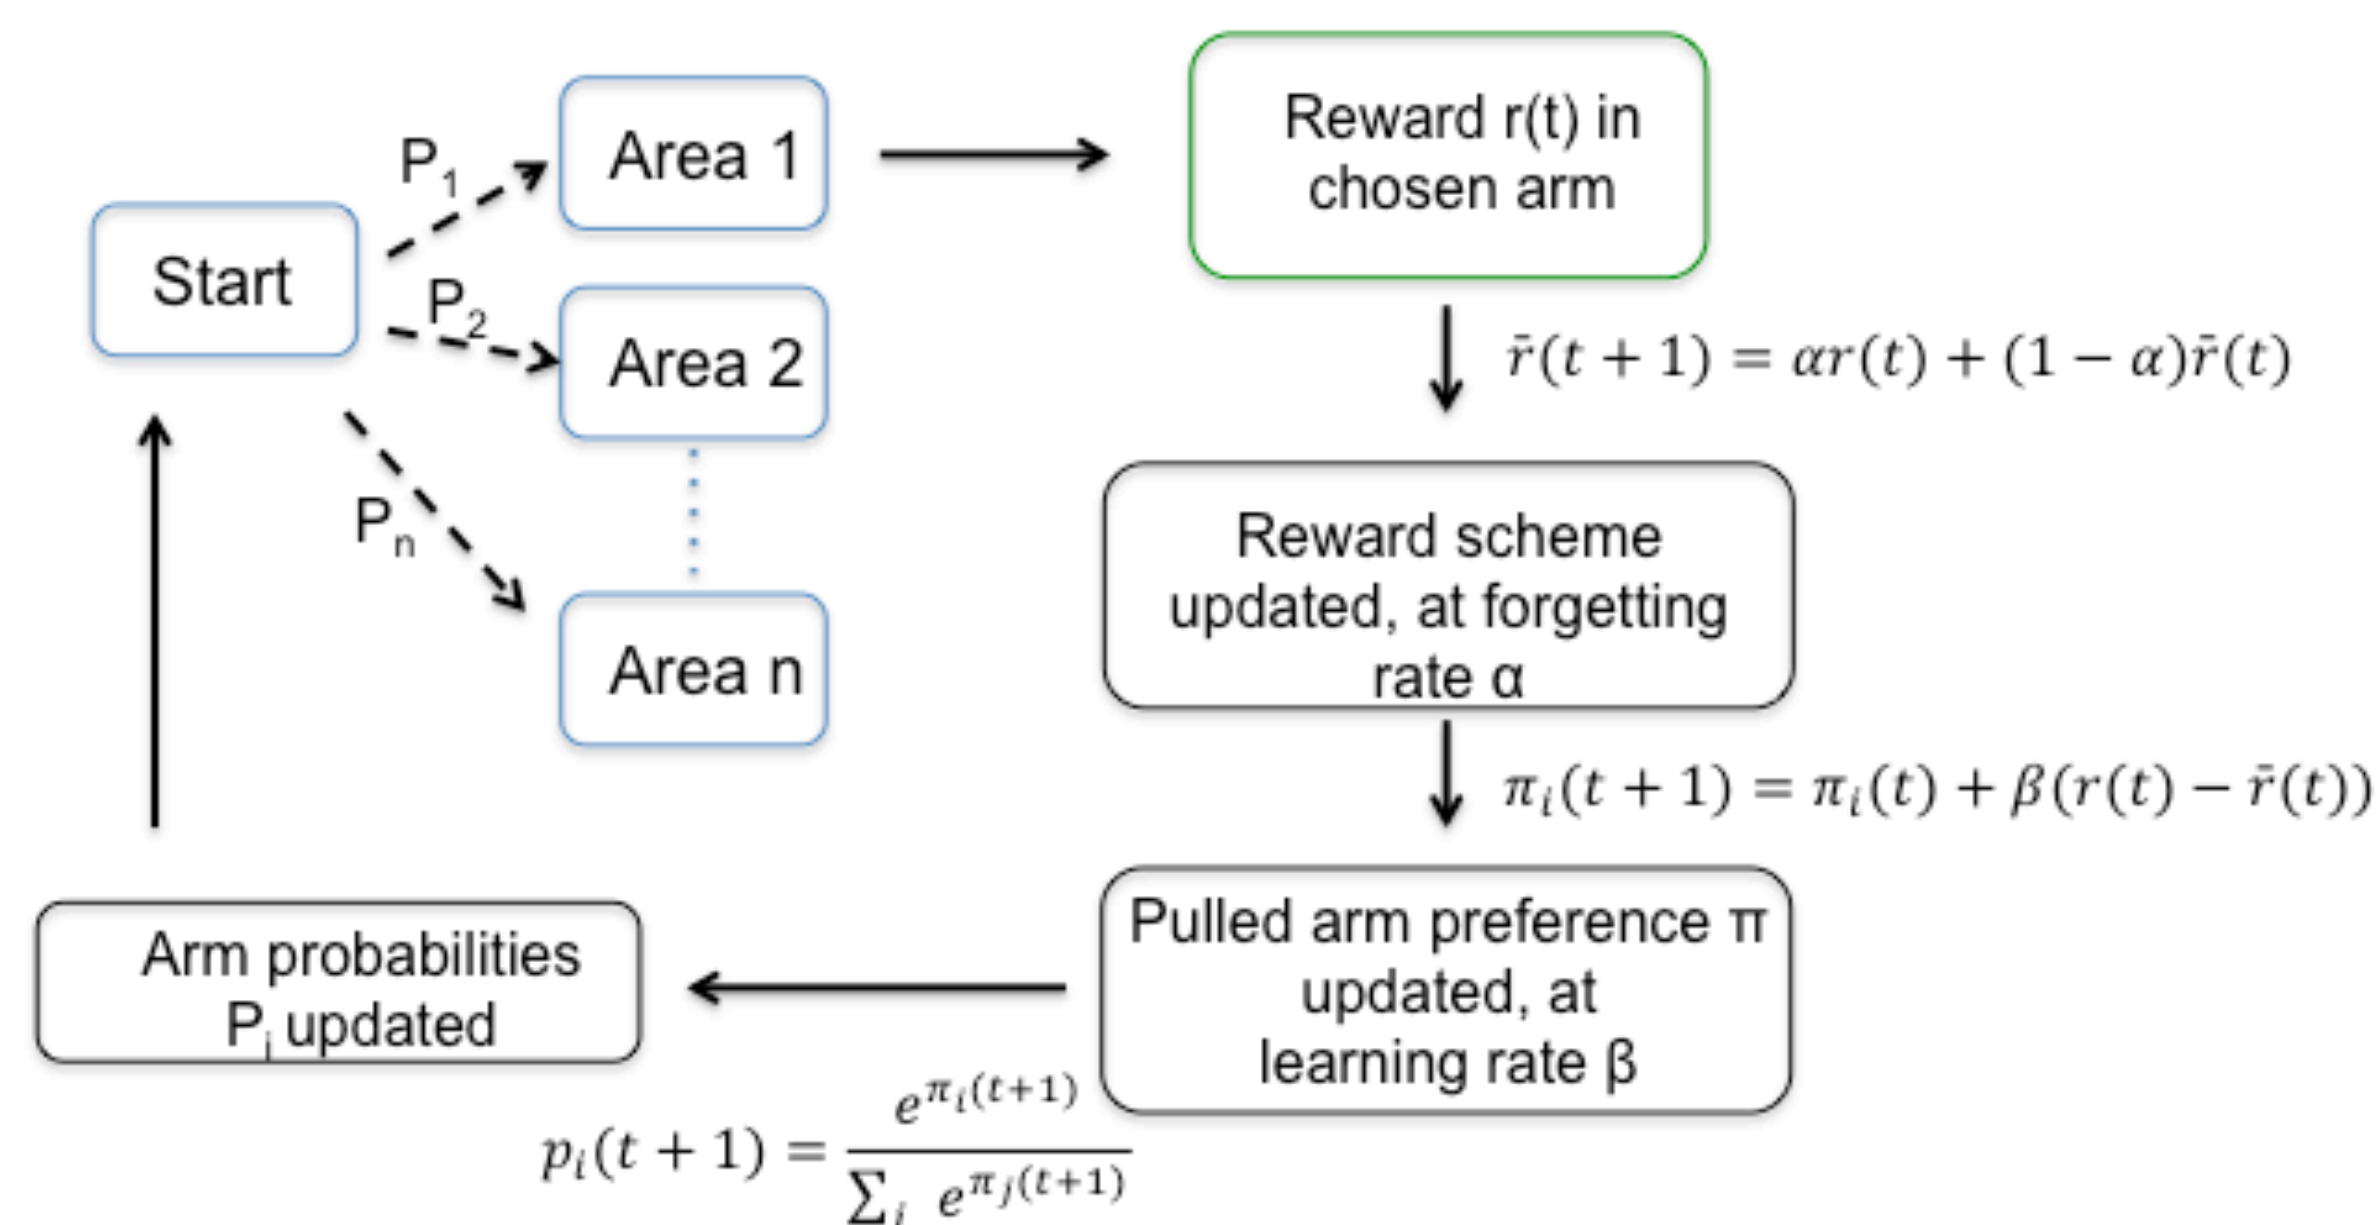 Start
P₁
P₂
Pₙ
Area 1
Area 2
Area n
Reward r(t) in
chosen arm
r̄(t + 1) = αr(t) + (1 − α)r̄(t)
Reward scheme
updated, at forgetting
rate α
πᵢ(t + 1) = πᵢ(t) + β(r(t) − r̄(t))
Pulled arm preference π
updated, at
learning rate β
Arm probabilities
Pᵢ updated
pᵢ(t + 1) = e^{πᵢ(t+1)} / ∑ⱼ e^{πⱼ(t+1)}